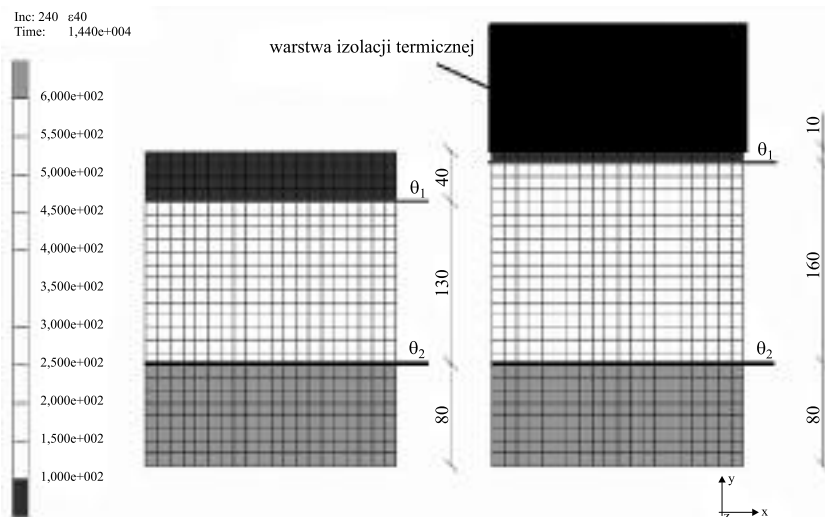 Inc: 240 ε40
Time: 1,440e+004
6,000e+002
5,500e+002
5,000e+002
4,500e+002
4,000e+002
3,500e+002
3,000e+002
2,500e+002
2,000e+002
1,500e+002
1,000e+002
warstwa izolacji termicznej
θ1
40
130
θ2
80
10
θ1
160
θ2
80
y
z
x